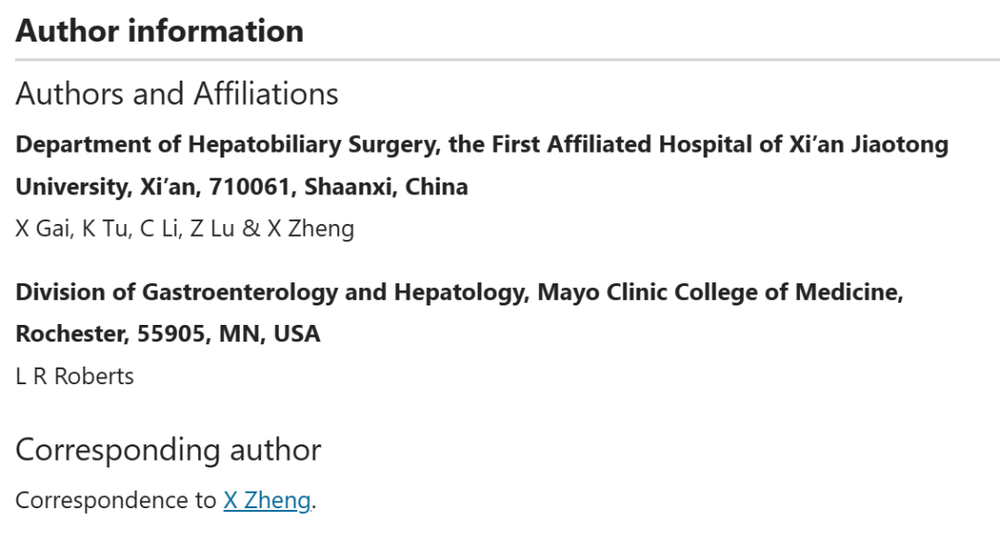 Author information
Authors and Affiliations
Department of Hepatobiliary Surgery, the First Affiliated Hospital of Xi’an Jiaotong
University, Xi’an, 710061, Shaanxi, China
X Gai, K Tu, C Li, Z Lu & X Zheng
Division of Gastroenterology and Hepatology, Mayo Clinic College of Medicine,
Rochester, 55905, MN, USA
L R Roberts
Corresponding author
Correspondence to X Zheng.